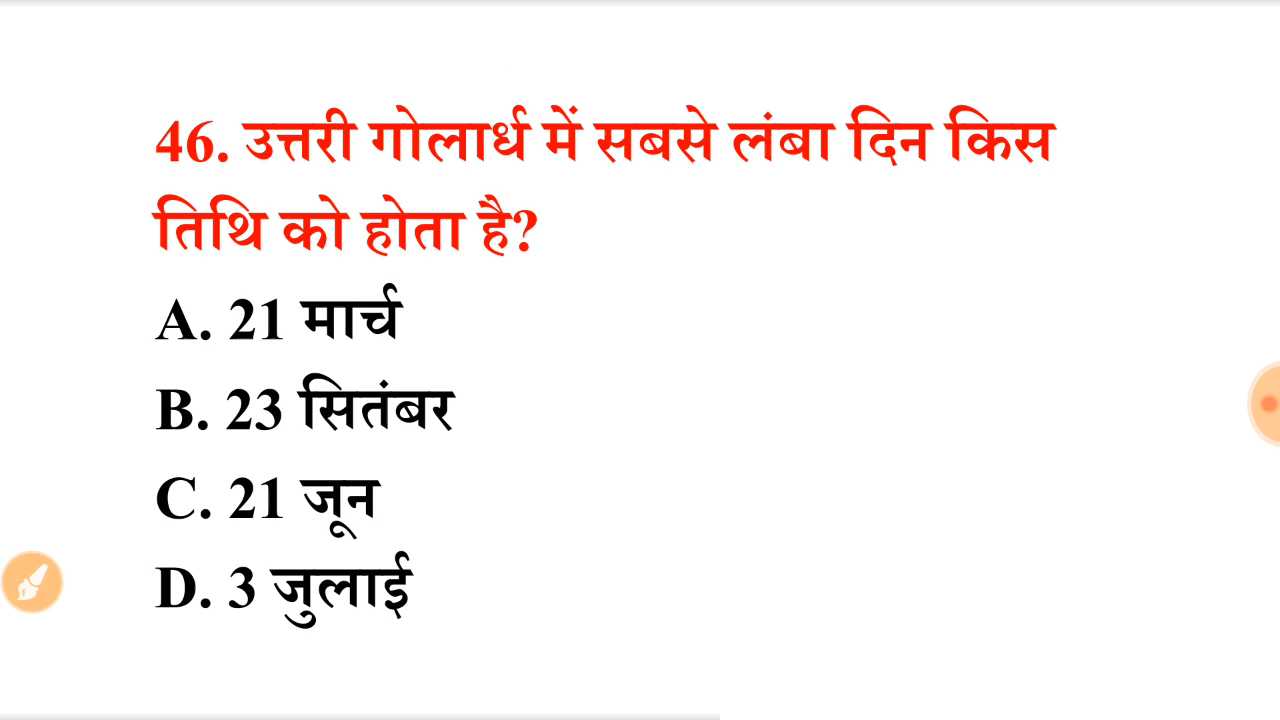 46. उत्तरी गोलार्ध में सबसे लंबा दिन किस
तिथि को होता है?
A. 21 मार्च
B. 23 सितंबर
C. 21 जून
D. 3 जुलाई